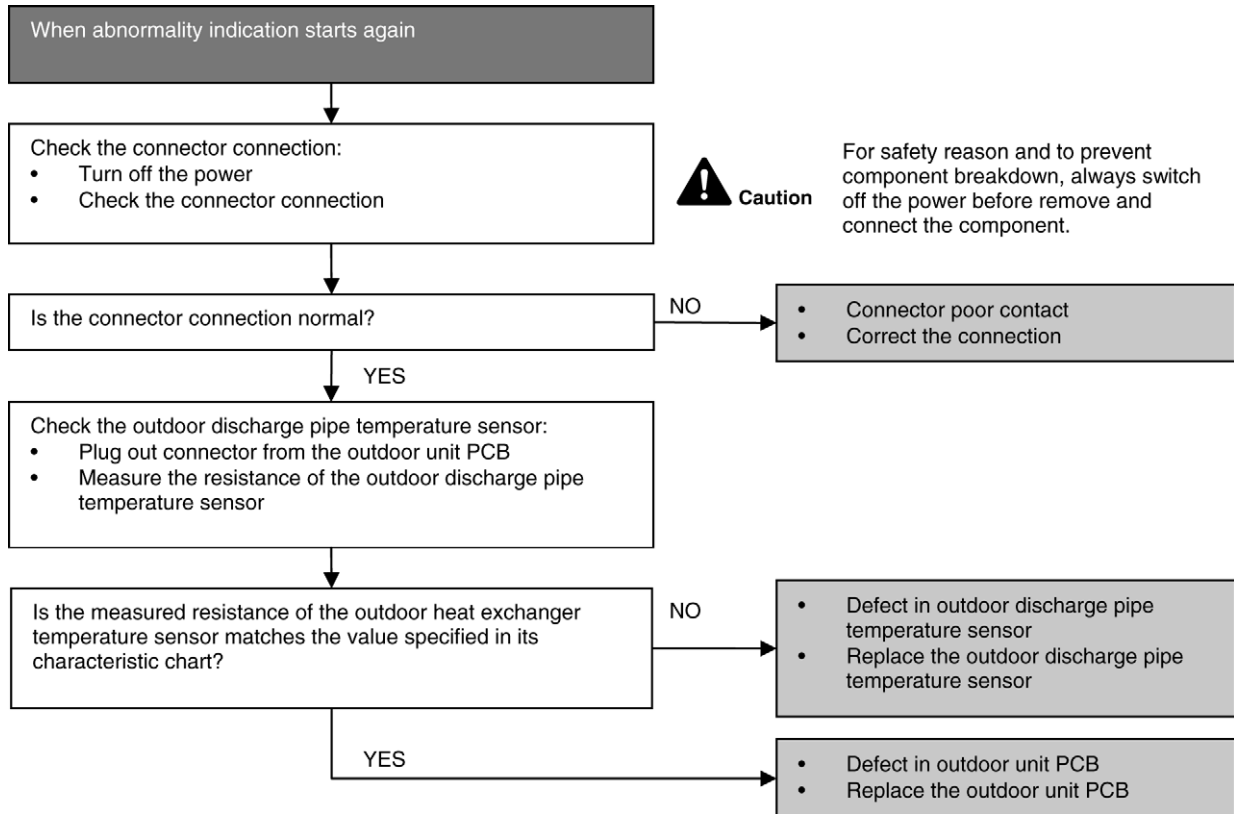 When abnormality indication starts again
Check the connector connection:
• Turn off the power
• Check the connector connection
Caution
For safety reason and to prevent
component breakdown, always switch
off the power before remove and
connect the component.
Is the connector connection normal?
NO
• Connector poor contact
• Correct the connection
YES
Check the outdoor discharge pipe temperature sensor:
• Plug out connector from the outdoor unit PCB
• Measure the resistance of the outdoor discharge pipe
temperature sensor
Is the measured resistance of the outdoor heat exchanger
temperature sensor matches the value specified in its
characteristic chart?
NO
• Defect in outdoor discharge pipe
temperature sensor
• Replace the outdoor discharge pipe
temperature sensor
YES
• Defect in outdoor unit PCB
• Replace the outdoor unit PCB